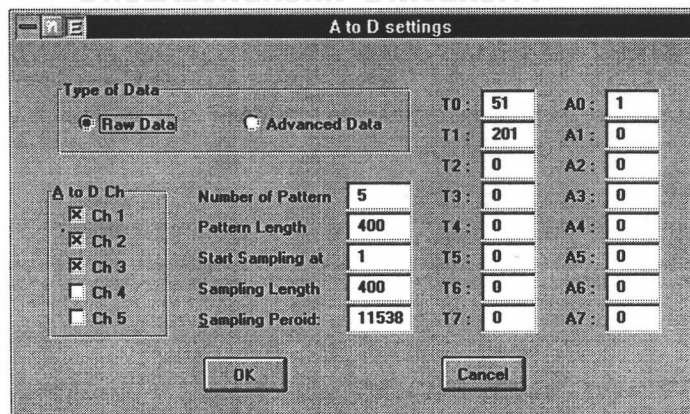 A to D settings
Type of Data
Raw Data
Advanced Data
A to D Ch
Ch 1
Ch 2
Ch 3
Ch 4
Ch 5
Number of Pattern 5
Pattern Length 400
Start Sampling at 1
Sampling Length 400
Sampling Peroid: 11538
T0 : 51
T1 : 201
T2 : 0
T3 : 0
T4 : 0
T5 : 0
T6 : 0
T7 : 0
A0 : 1
A1 : 0
A2 : 0
A3 : 0
A4 : 0
A5 : 0
A6 : 0
A7 : 0
OK
Cancel